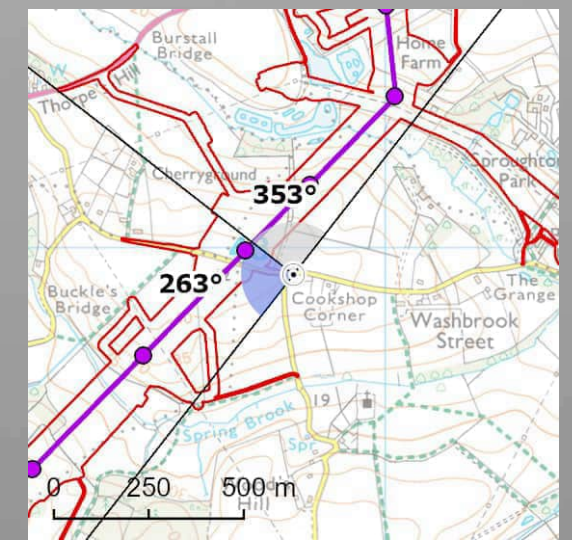 Burstall
Bridge
Home
Farm
W
Thorpe Hill
Cherryground
Sproughton
Park
353°
263°
Buckle's
Bridge
Cookshop
Corner
The
Grange
Washbrook
Street
19
Spring Brook
Spr
Hill
0 250 500 m